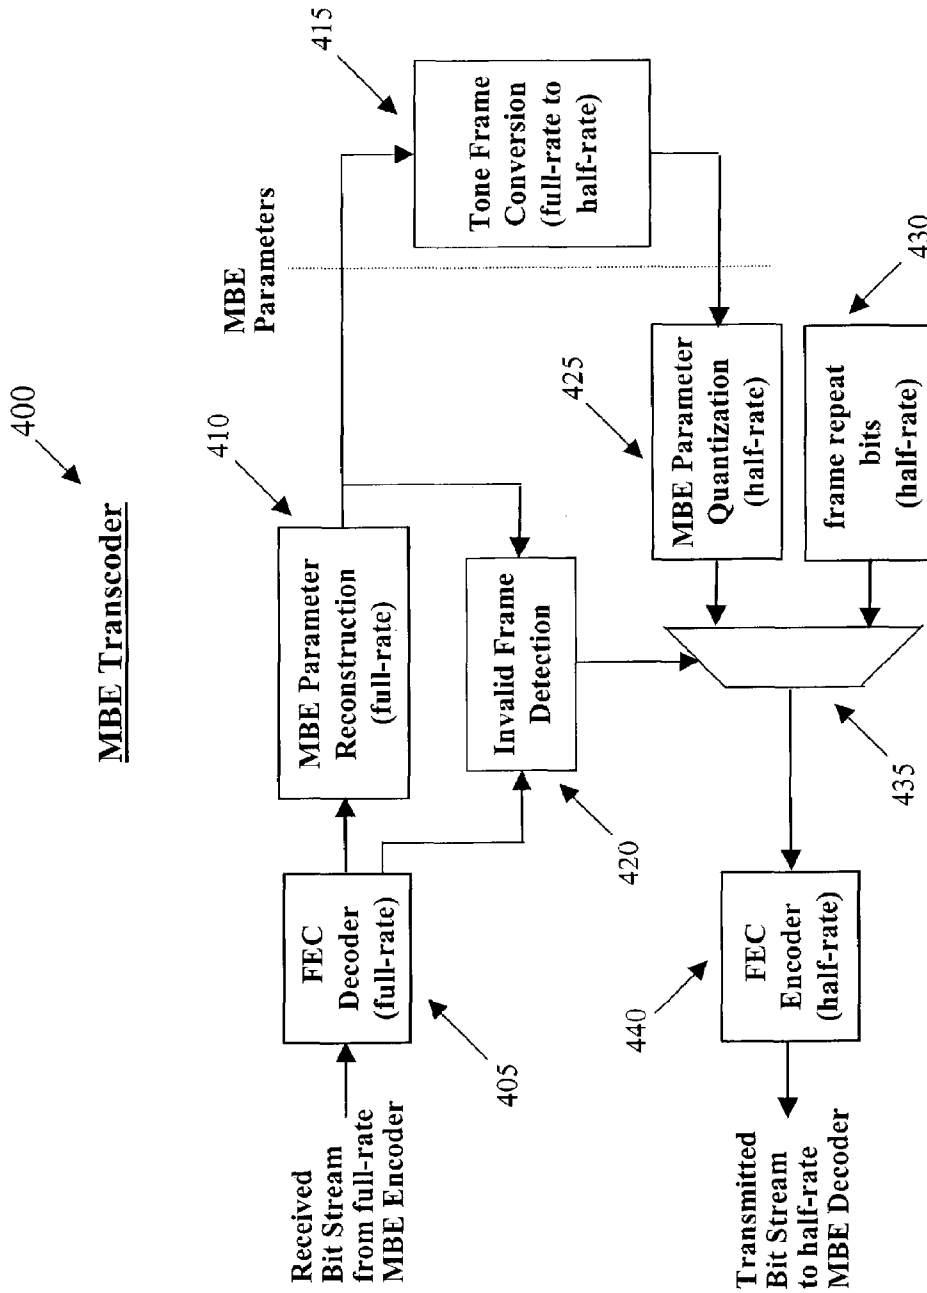 MBE Transcoder
400
Received
Bit Stream
from full-rate
MBE Encoder
FEC
Decoder
(full-rate)
405
MBE Parameter
Reconstruction
(full-rate)
410
MBE
Parameters
Tone Frame
Conversion
(full-rate to
half-rate)
415
Invalid Frame
Detection
420
MBE Parameter
Quantization
(half-rate)
425
frame repeat
bits
(half-rate)
430
435
FEC
Encoder
(half-rate)
440
Transmitted
Bit Stream
to half-rate
MBE Decoder